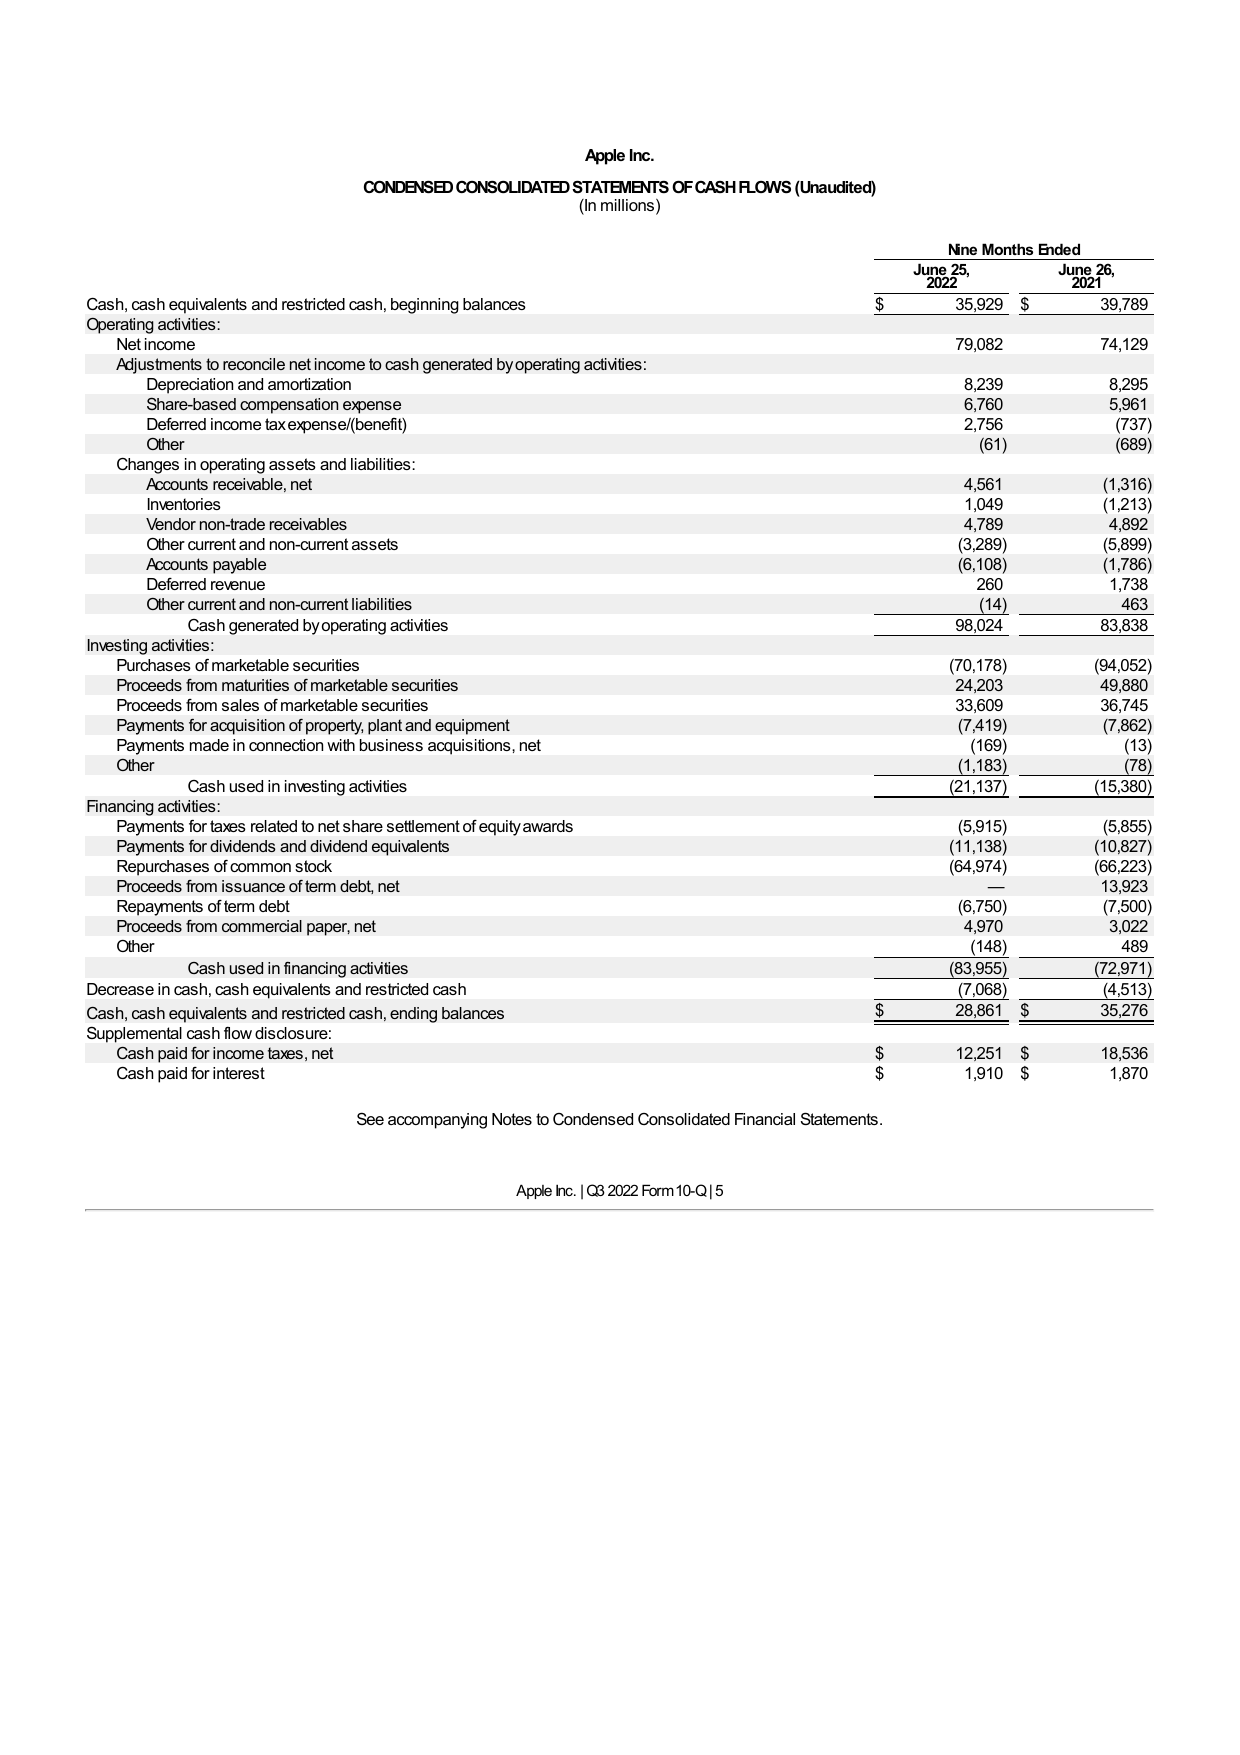 Apple Inc.
CONDENSED CONSOLIDATED STATEMENTS OF CASH FLOWS (Unaudited)
(In millions)
Nine Months Ended
June 25, 2022 June 26, 2021
Cash, cash equivalents and restricted cash, beginning balances $ 35,929 $ 39,789
Operating activities:
Net income 79,082 74,129
Adjustments to reconcile net income to cash generated by operating activities:
Depreciation and amortization 8,239 8,295
Share-based compensation expense 6,760 5,961
Deferred income tax expense/(benefit) 2,756 (737)
Other (61) (689)
Changes in operating assets and liabilities:
Accounts receivable, net 4,561 (1,316)
Inventories 1,049 (1,213)
Vendor non-trade receivables 4,789 4,892
Other current and non-current assets (3,289) (5,899)
Accounts payable (6,108) (1,786)
Deferred revenue 260 1,738
Other current and non-current liabilities (14) 463
Cash generated by operating activities 98,024 83,838
Investing activities:
Purchases of marketable securities (70,178) (94,052)
Proceeds from maturities of marketable securities 24,203 49,880
Proceeds from sales of marketable securities 33,609 36,745
Payments for acquisition of property, plant and equipment (7,419) (7,862)
Payments made in connection with business acquisitions, net (169) (13)
Other (1,183) (78)
Cash used in investing activities (21,137) (15,380)
Financing activities:
Payments for taxes related to net share settlement of equity awards (5,915) (5,855)
Payments for dividends and dividend equivalents (11,138) (10,827)
Repurchases of common stock (64,974) (66,223)
Proceeds from issuance of term debt, net — 13,923
Repayments of term debt (6,750) (7,500)
Proceeds from commercial paper, net 4,970 3,022
Other (148) 489
Cash used in financing activities (83,955) (72,971)
Decrease in cash, cash equivalents and restricted cash (7,068) (4,513)
Cash, cash equivalents and restricted cash, ending balances $ 28,861 $ 35,276
Supplemental cash flow disclosure:
Cash paid for income taxes, net $ 12,251 $ 18,536
Cash paid for interest $ 1,910 $ 1,870
See accompanying Notes to Condensed Consolidated Financial Statements.
Apple Inc. | Q3 2022 Form 10-Q | 5